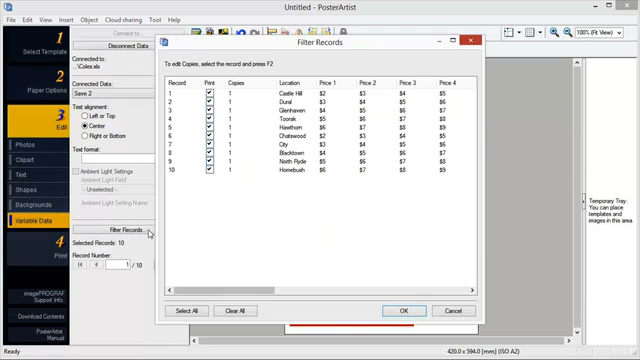 Untitled - PosterArtist
File Edit View Insert Object Cloud sharing Tool Help
100% (Fit View)
1
Select Template
2
Paper Options
3
Edit
Photos
Clipart
Text
Shapes
Backgrounds
Variable Data
4
Print
imagePROGRAF
Support Info
Download Contents
PosterArtist
Manual
Disconnect Data
Connected to:
..\Coles.xls
Connected Data:
Save 2
Text alignment:
Left or Top
Center
Right or Bottom
Text format:
Ambient Light Settings
Ambient Light Field:
- Unselected -
Ambient Lighting Setting Name:
Filter Records...
Selected Records: 10
Record Number:
1 / 10
Filter Records
To edit Copies, select the record and press F2
Record Print Copies Location Price 1 Price 2 Price 3 Price 4
1 1 Castle Hill $2 $3 $4 $5
2 1 Dural $3 $4 $5 $6
3 1 Glenhaven $4 $5 $6 $7
4 1 Toorak $5 $6 $7 $8
5 1 Hawthorn $6 $7 $8 $9
6 1 Chatswood $2 $3 $4 $5
7 1 City $3 $4 $5 $6
8 1 Blacktown $4 $5 $6 $7
9 1 North Ryde $5 $6 $7 $8
10 1 Homebush $6 $7 $8 $9
Select All Clear All OK Cancel
Temporary Tray:
You can place
templates and
images in this area.
Ready
420.0 x 594.0 [mm] (ISO A2)